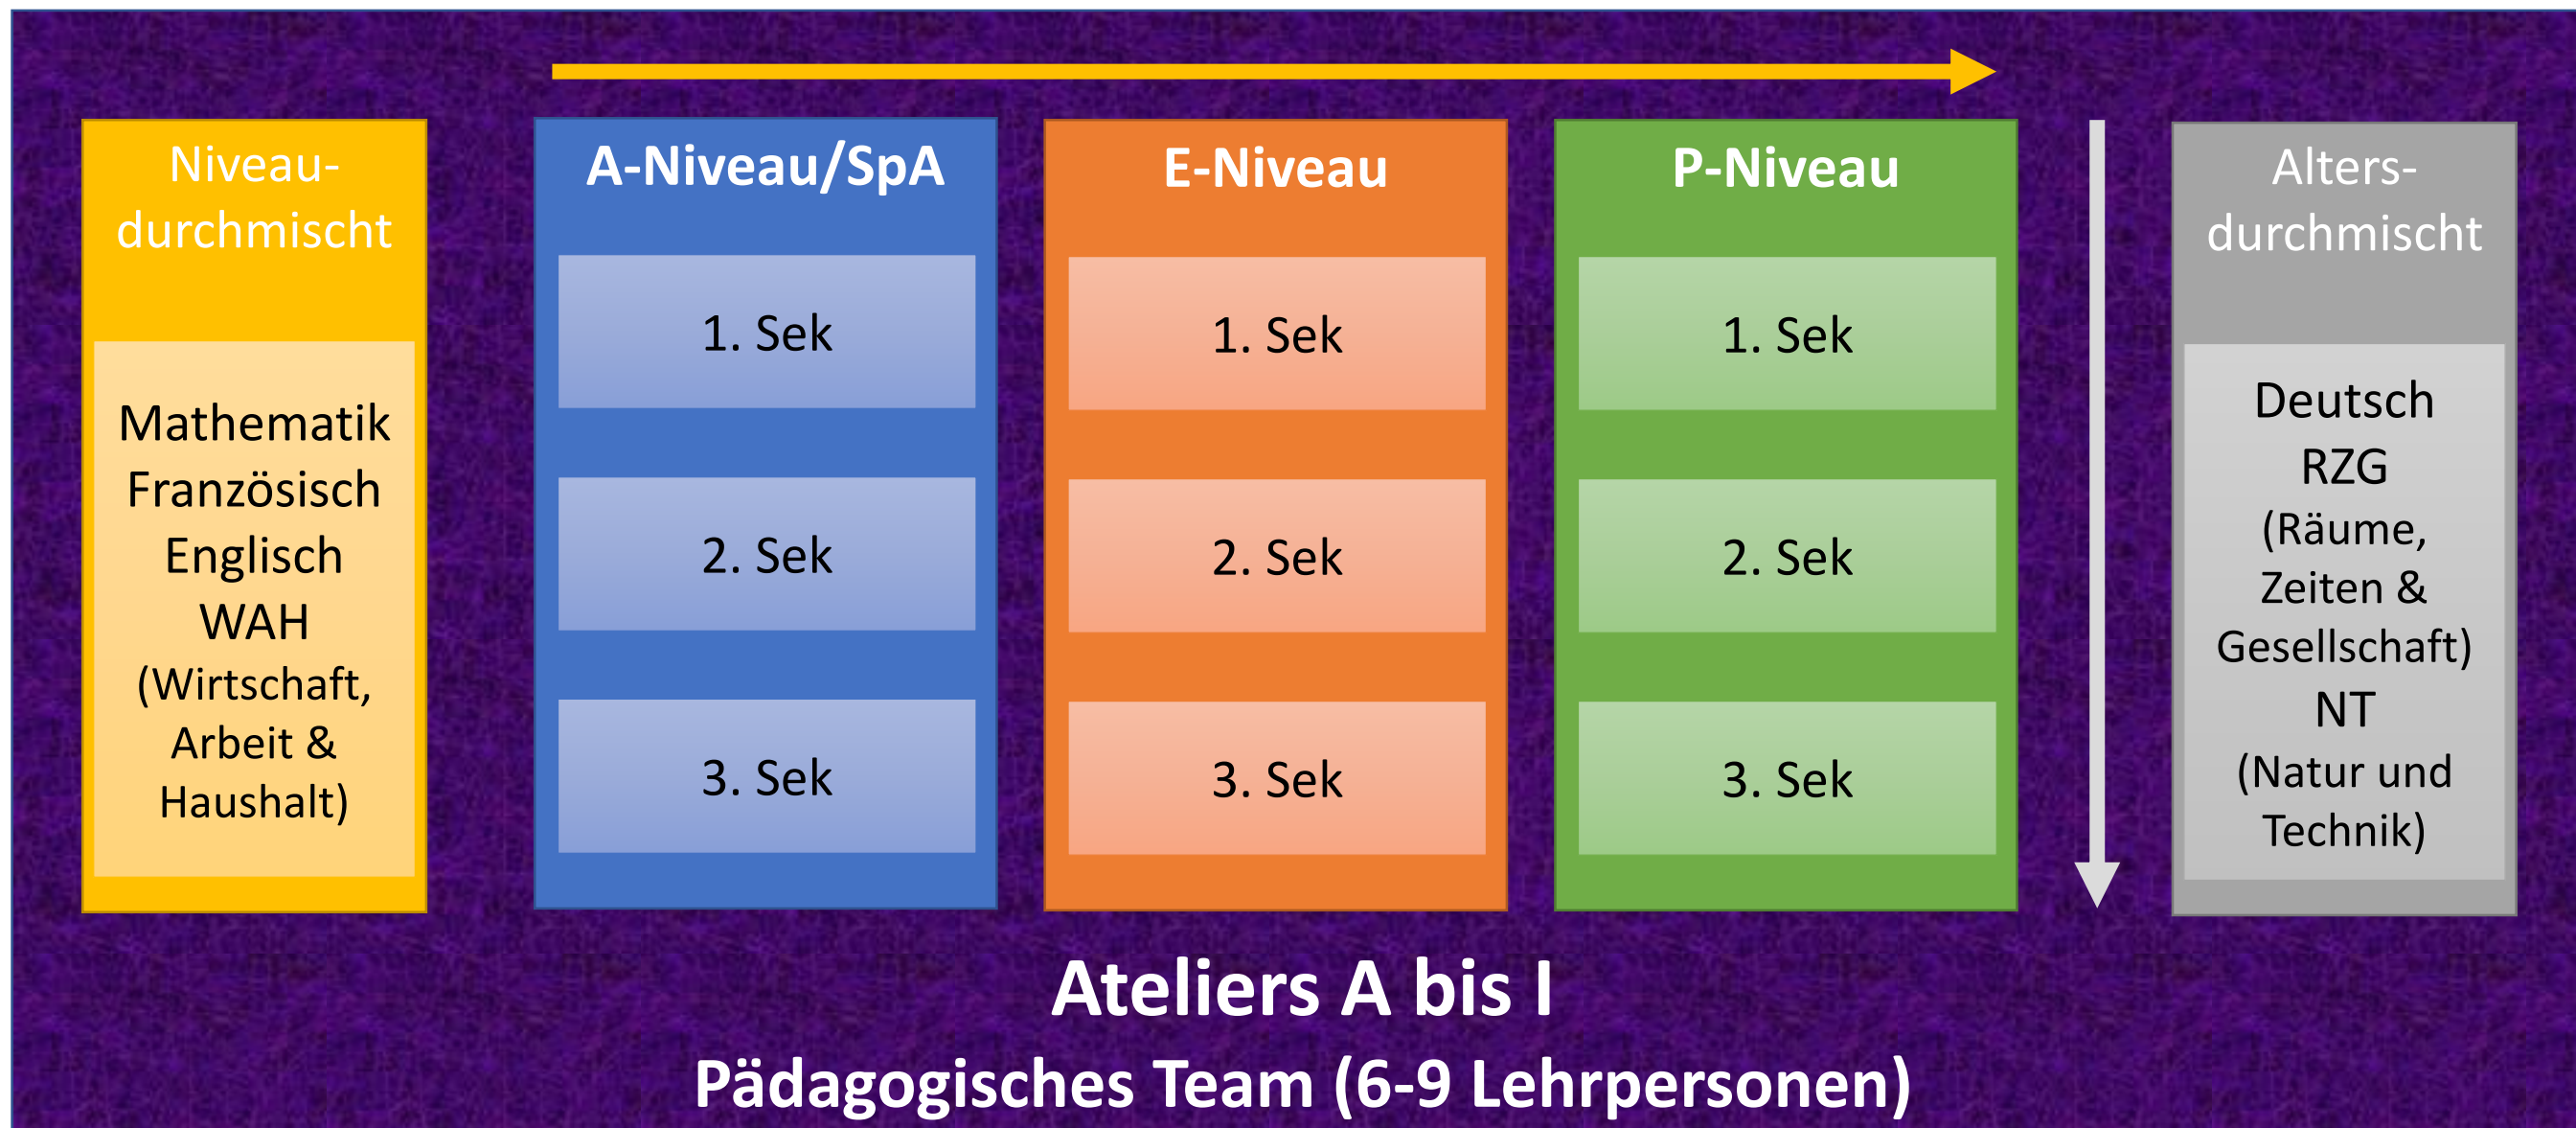 Niveau-
durchmischt
Mathematik
Französisch
Englisch
WAH
(Wirtschaft,
Arbeit &
Haushalt)
A-Niveau/SpA
1. Sek
2. Sek
3. Sek
E-Niveau
1. Sek
2. Sek
3. Sek
P-Niveau
1. Sek
2. Sek
3. Sek
Alters-
durchmischt
Deutsch
RZG
(Räume,
Zeiten &
Gesellschaft)
NT
(Natur und
Technik)
Ateliers A bis I
Pädagogisches Team (6-9 Lehrpersonen)